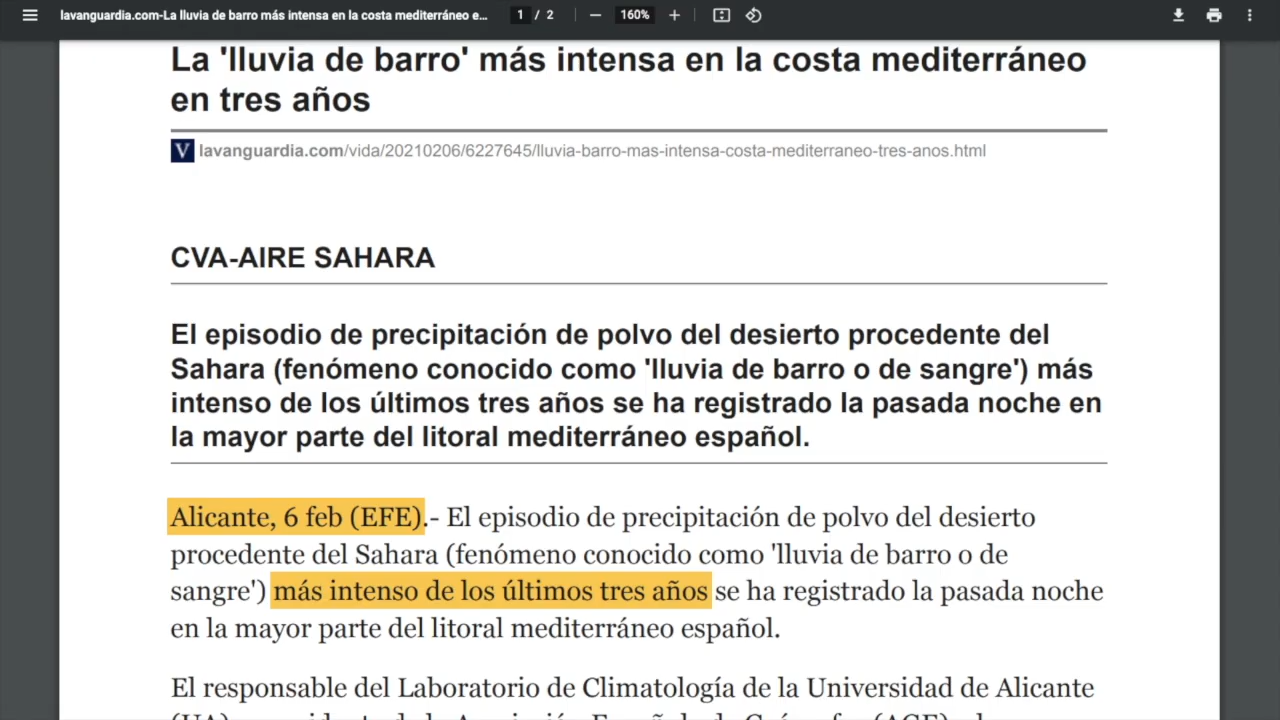 lavanguardia.com-La lluvia de barro más intensa en la costa mediterráneo e...
1 / 2
160%
La 'lluvia de barro' más intensa en la costa mediterráneo
en tres años
V lavanguardia.com/vida/20210206/6227645/lluvia-barro-mas-intensa-costa-mediterraneo-tres-anos.html
CVA-AIRE SAHARA
El episodio de precipitación de polvo del desierto procedente del
Sahara (fenómeno conocido como 'lluvia de barro o de sangre') más
intenso de los últimos tres años se ha registrado la pasada noche en
la mayor parte del litoral mediterráneo español.
Alicante, 6 feb (EFE).- El episodio de precipitación de polvo del desierto
procedente del Sahara (fenómeno conocido como 'lluvia de barro o de
sangre') más intenso de los últimos tres años se ha registrado la pasada noche
en la mayor parte del litoral mediterráneo español.
El responsable del Laboratorio de Climatología de la Universidad de Alicante